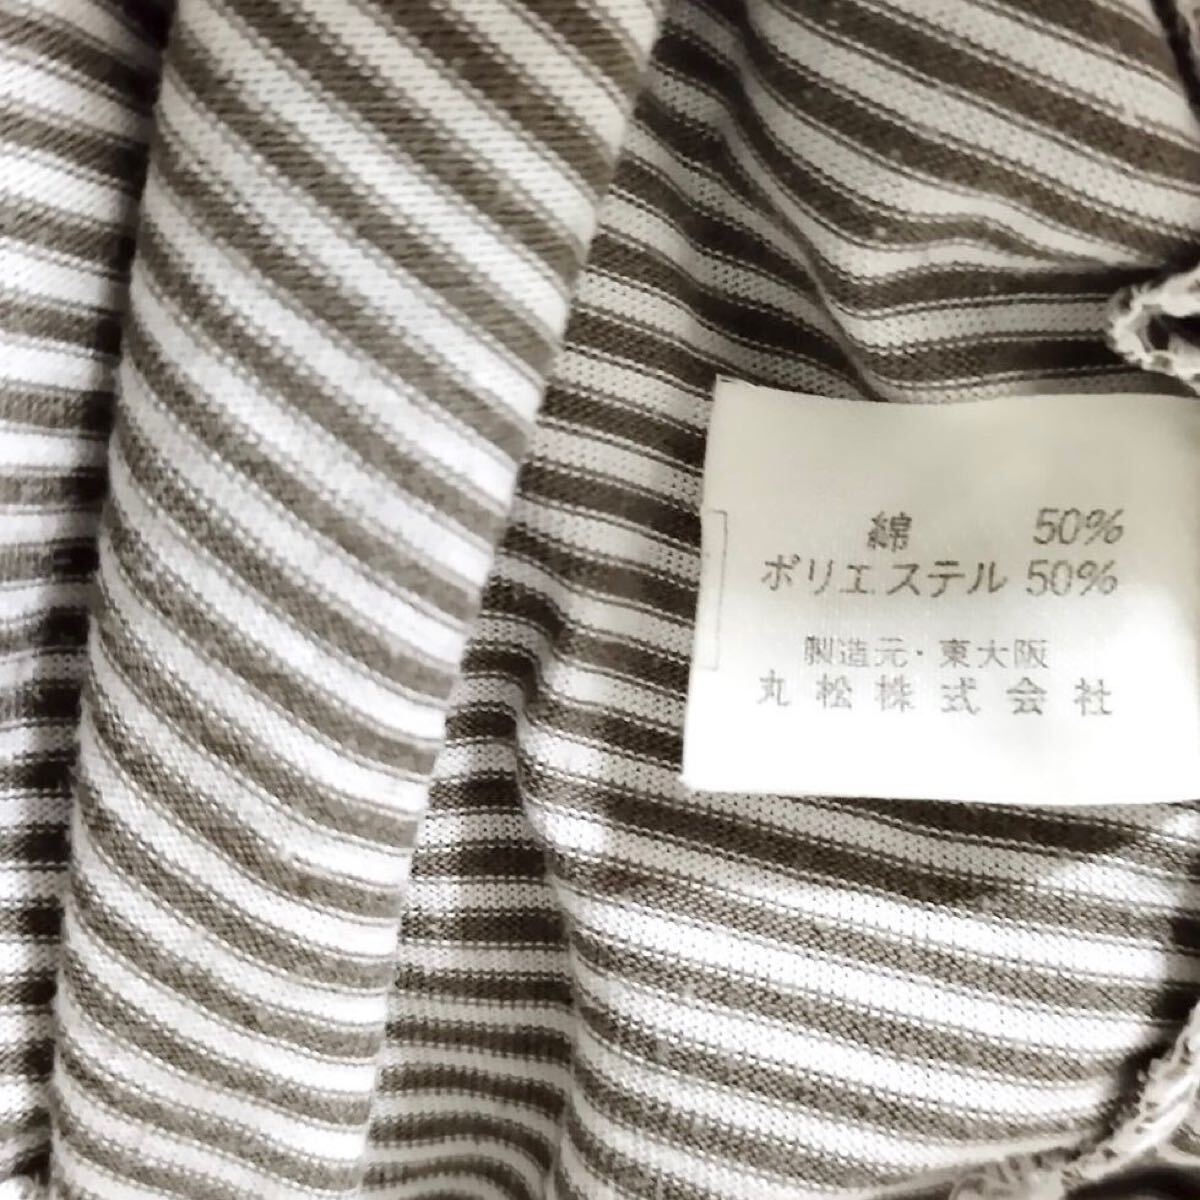 綿 50%
ポリエステル 50%
製造元・東大阪
丸松株式会社